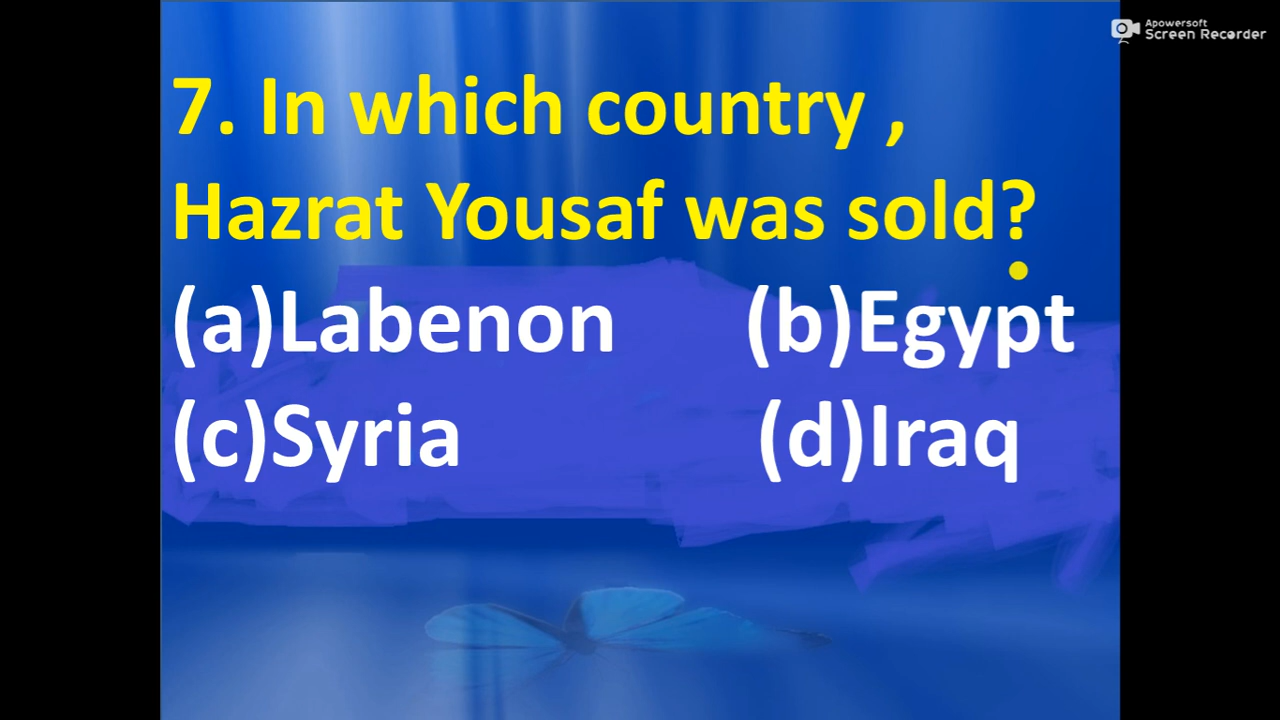 Apowersoft
Screen Recorder
7. In which country ,
Hazrat Yousaf was sold?
(a)Labenon (b)Egypt
(c)Syria (d)Iraq